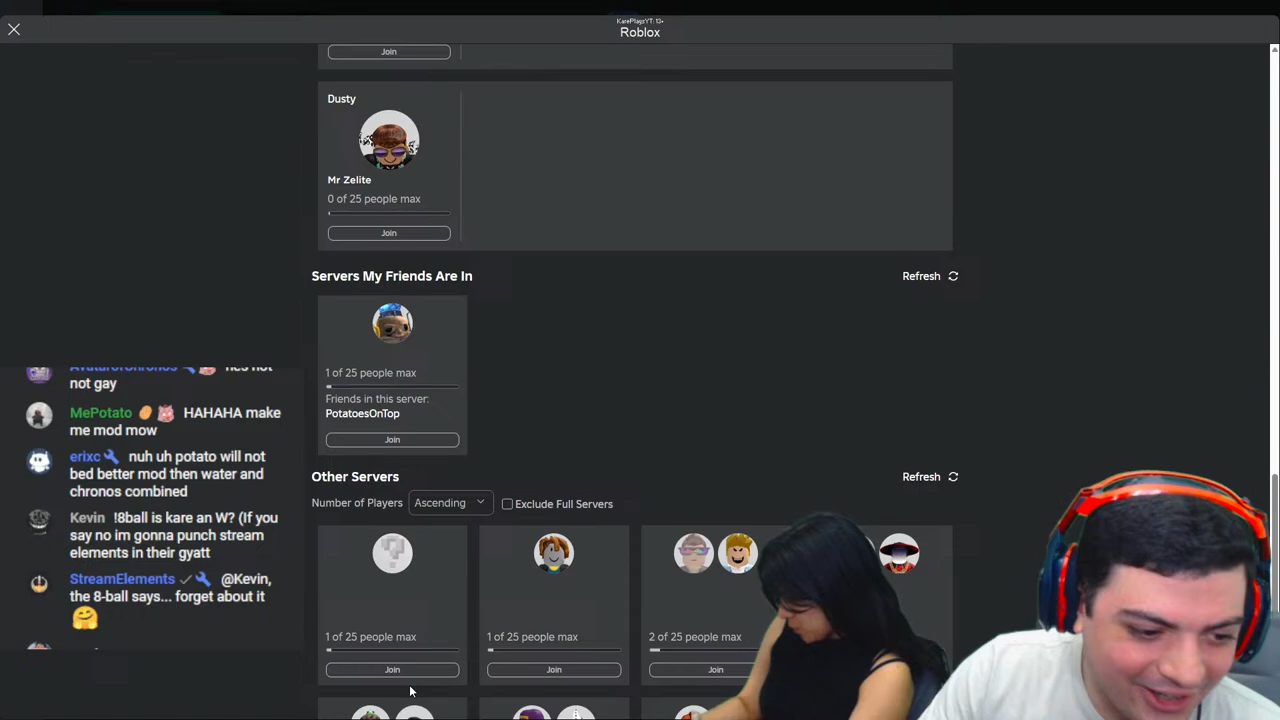 KarePlayzYT: 13+
Roblox
Join
Dusty
Mr Zelite
0 of 25 people max
Join
Servers My Friends Are In
Refresh
1 of 25 people max
Friends in this server:
PotatoesOnTop
Join
Other Servers
Refresh
Number of Players
Ascending
Exclude Full Servers
1 of 25 people max
Join
1 of 25 people max
Join
2 of 25 people max
Join
not gay
MePotato HAHAHA make
me mod mow
erixc nuh uh potato will not
bed better mod then water and
chronos combined
Kevin !8ball is kare an W? (If you
say no im gonna punch stream
elements in their gyatt
StreamElements @Kevin,
the 8-ball says... forget about it